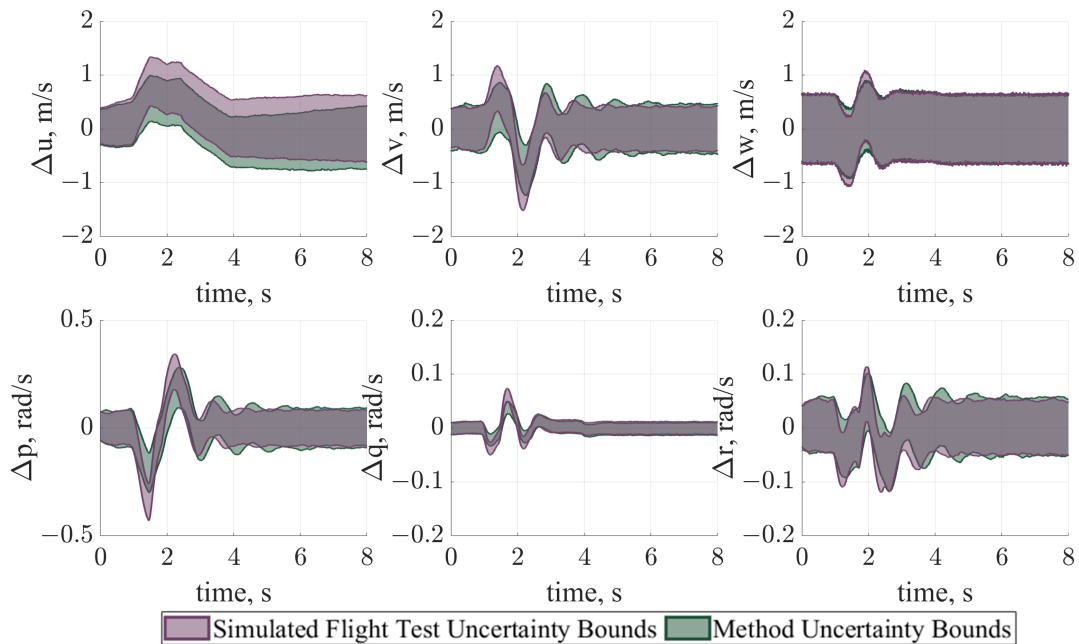 2
1
0
−1
−2
Δu, m/s
0 2 4 6 8
time, s
2
1
0
−1
−2
Δv, m/s
0 2 4 6 8
time, s
2
1
0
−1
−2
Δw, m/s
0 2 4 6 8
time, s
0.5
0
−0.5
Δp, rad/s
0 2 4 6 8
time, s
0.2
0.1
0
−0.1
−0.2
Δq, rad/s
0 2 4 6 8
time, s
0.2
0.1
0
−0.1
−0.2
Δr, rad/s
0 2 4 6 8
time, s
Simulated Flight Test Uncertainty Bounds Method Uncertainty Bounds